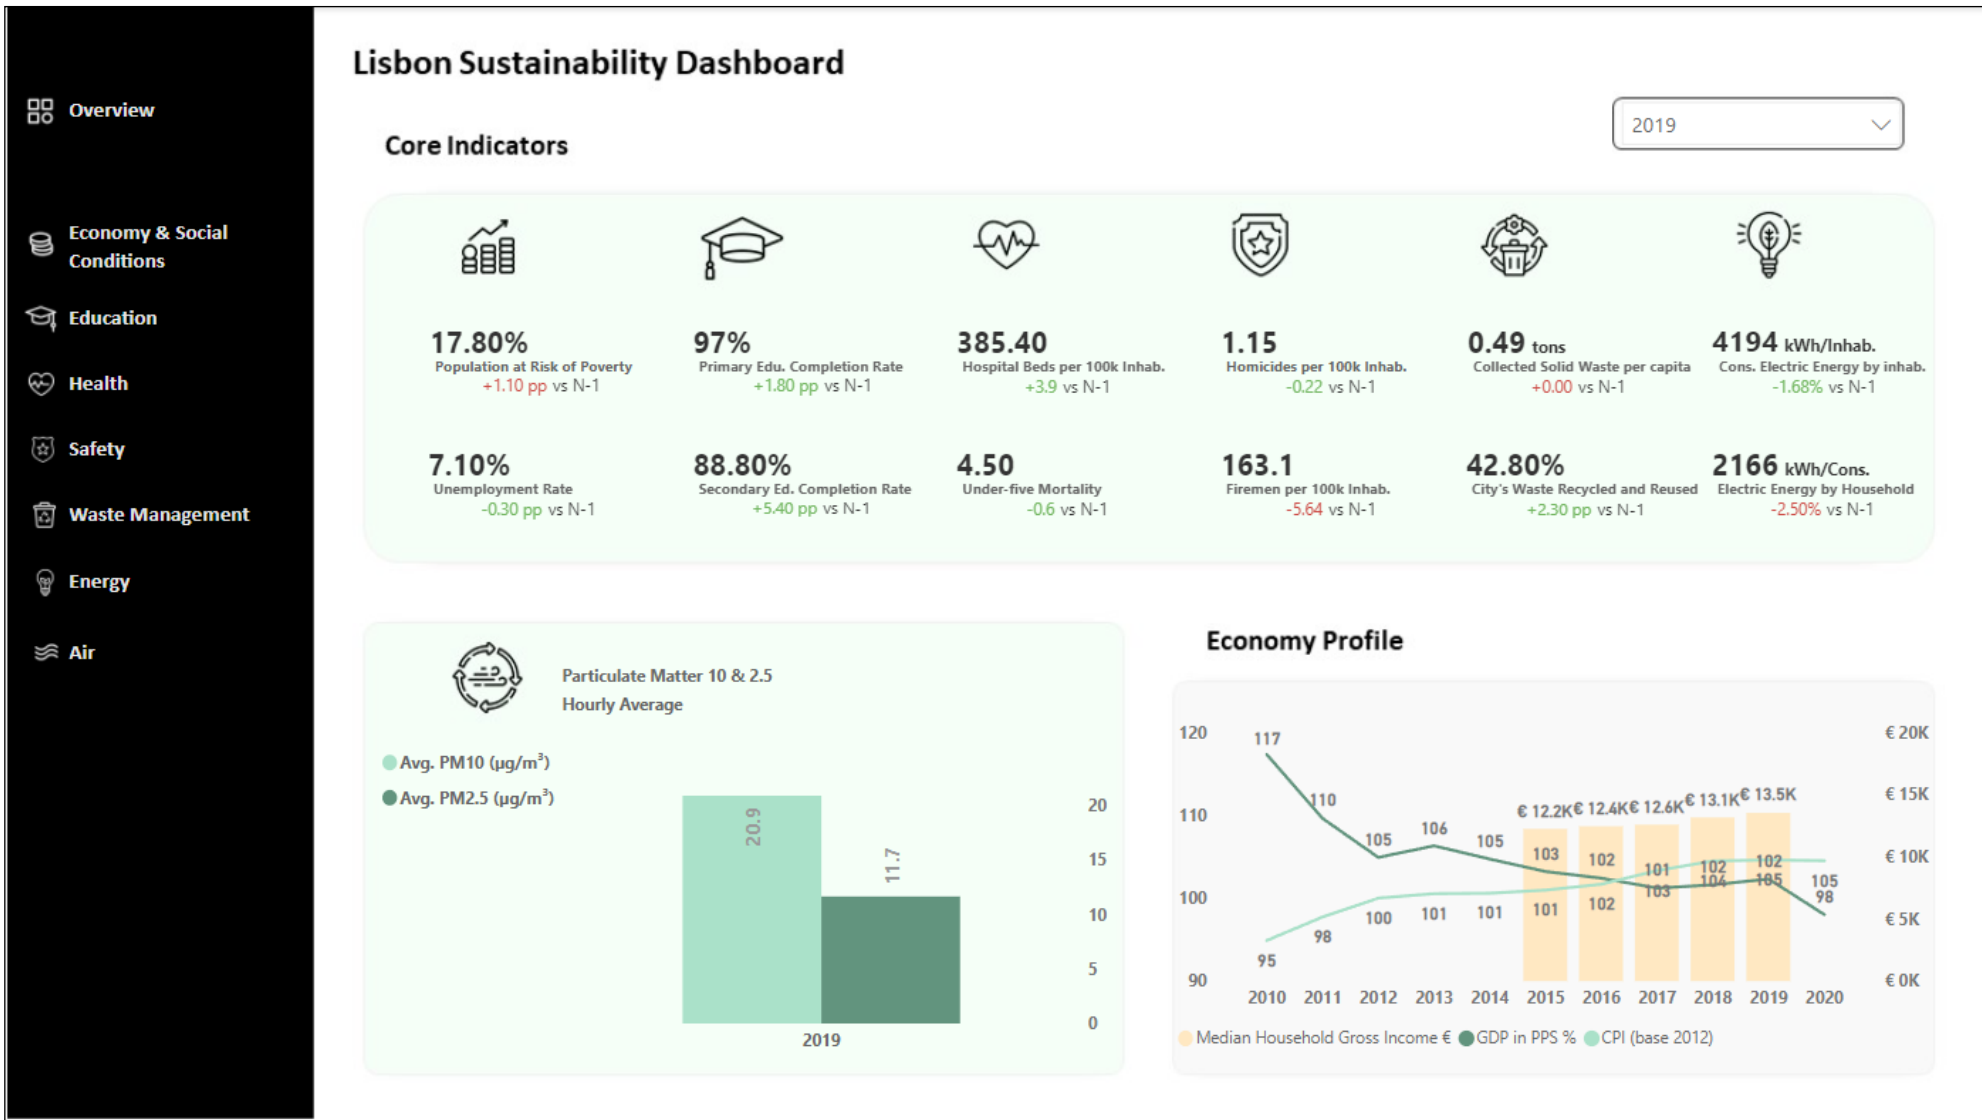 Lisbon Sustainability Dashboard
Overview
Economy & Social
Conditions
Education
Health
Safety
Waste Management
Energy
Air
2019
Core Indicators
17.80%
Population at Risk of Poverty
+1.10 pp vs N-1
97%
Primary Edu. Completion Rate
+1.80 pp vs N-1
385.40
Hospital Beds per 100k Inhab.
+3.9 vs N-1
1.15
Homicides per 100k Inhab.
-0.22 vs N-1
0.49 tons
Collected Solid Waste per capita
+0.00 vs N-1
4194 kWh/Inhab.
Cons. Electric Energy by inhab.
-1.68% vs N-1
7.10%
Unemployment Rate
-0.30 pp vs N-1
88.80%
Secondary Ed. Completion Rate
+5.40 pp vs N-1
4.50
Under-five Mortality
-0.6 vs N-1
163.1
Firemen per 100k Inhab.
-5.64 vs N-1
42.80%
City's Waste Recycled and Reused
+2.30 pp vs N-1
2166 kWh/Cons.
Electric Energy by Household
-2.50% vs N-1
Particulate Matter 10 & 2.5
Hourly Average
Avg. PM10 (µg/m³)
Avg. PM2.5 (µg/m³)
20.9
11.7
20
15
10
5
0
2019
Economy Profile
120
110
100
90
€ 20K
€ 15K
€ 10K
€ 5K
€ 0K
117
110
105
106
105
103
102
101
102
102
98
€ 12.2K
€ 12.4K
€ 12.6K
€ 13.1K
€ 13.5K
95
98
100
101
101
101
102
103
104
105
105
2010 2011 2012 2013 2014 2015 2016 2017 2018 2019 2020
Median Household Gross Income € GDP in PPS % CPI (base 2012)